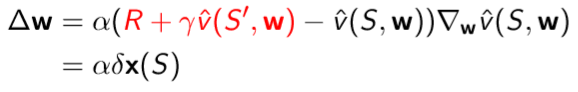 Δw = α(R + γv̂(S′, w) − v̂(S, w))∇_w v̂(S, w)
= αδx(S)